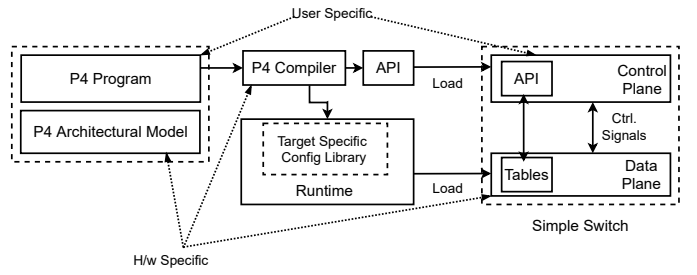 User Specific
P4 Program
P4 Architectural Model
P4 Compiler
API
Load
Target Specific
Config Library
Runtime
Load
API
Control
Plane
Ctrl.
Signals
Tables
Data
Plane
Simple Switch
H/w Specific